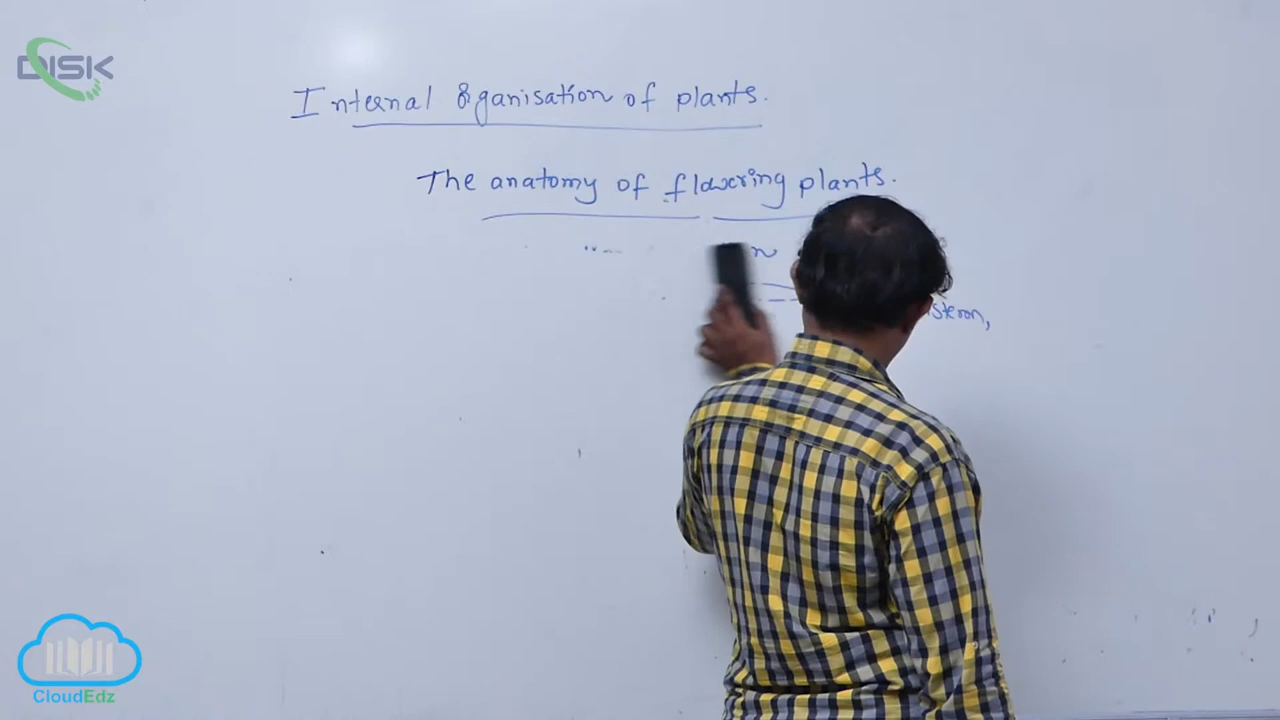 DISK
Internal Organisation of plants.
The anatomy of flowering plants.
CloudEdz